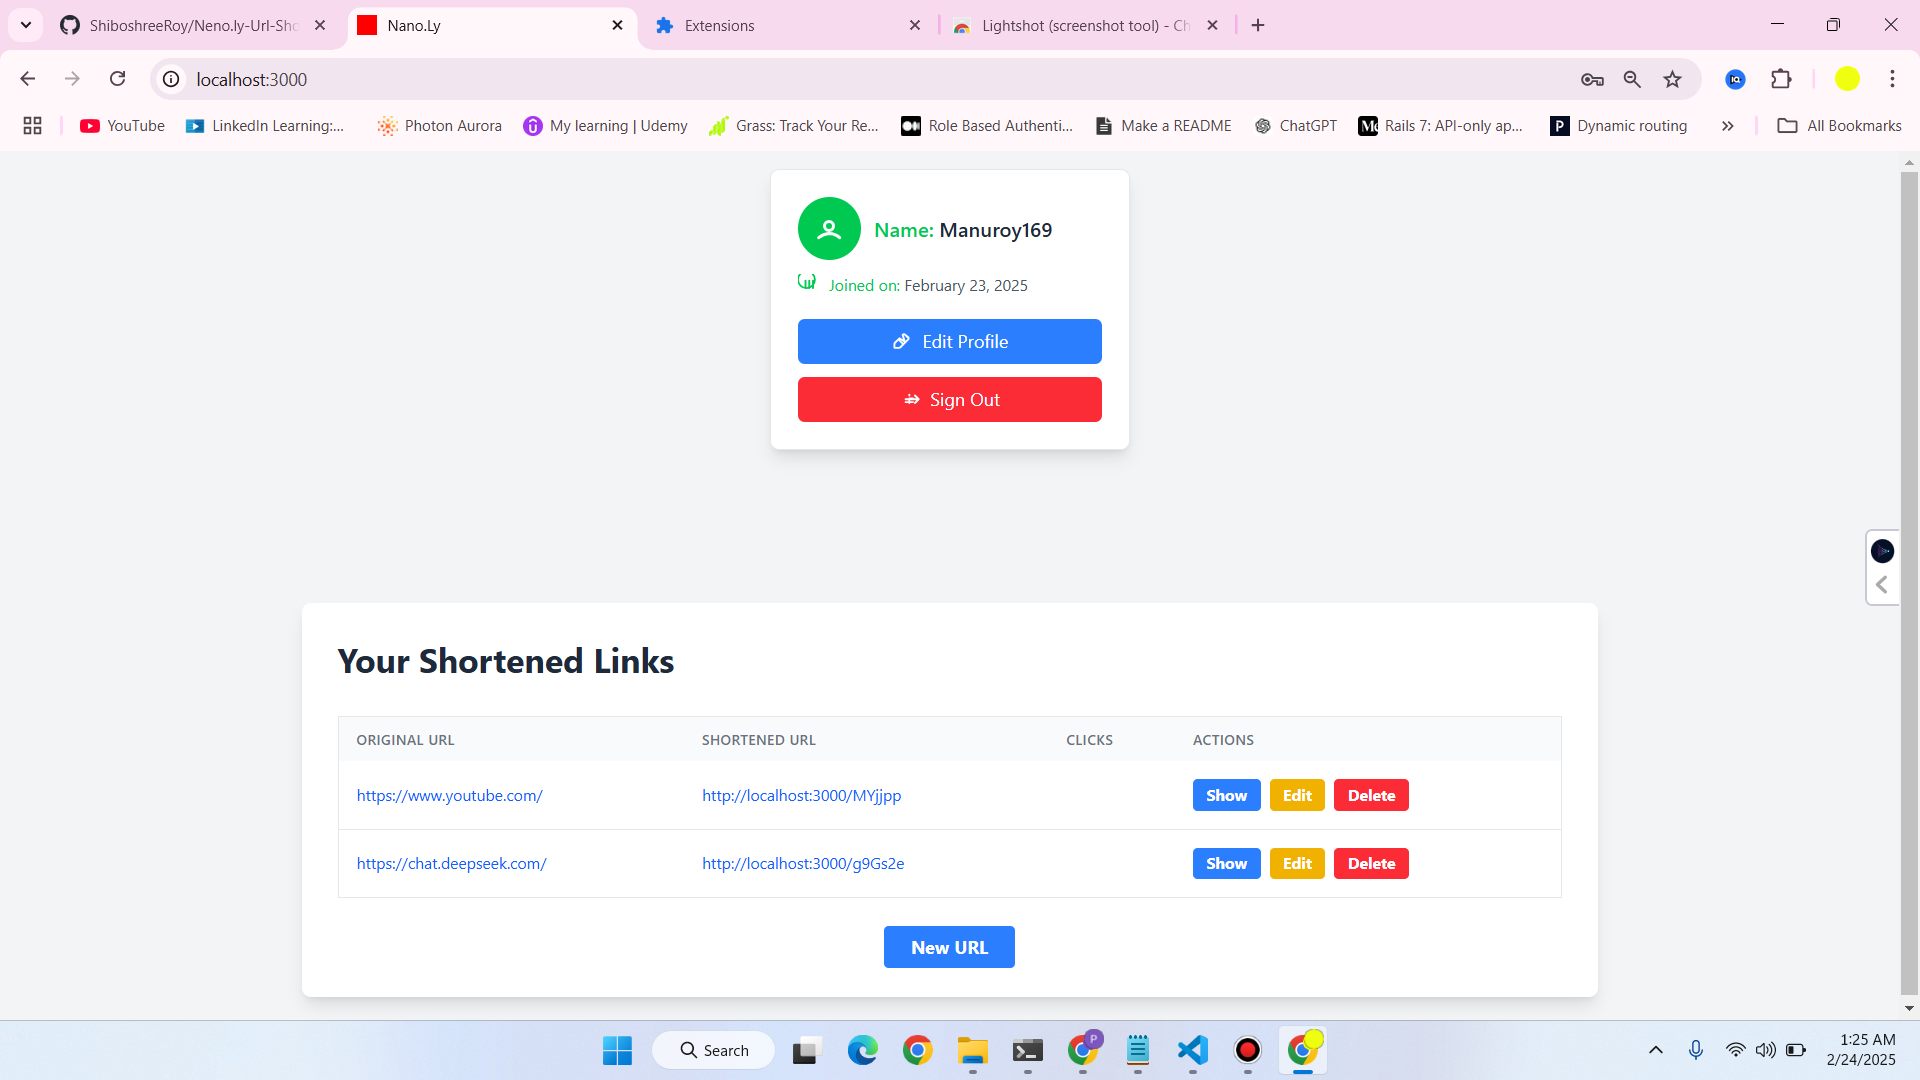 ShiboshreeRoy/Neno.ly-Url-Sho
Nano.Ly
Extensions
Lightshot (screenshot tool) - Ch
localhost:3000
YouTube
LinkedIn Learning:...
Photon Aurora
My learning | Udemy
Grass: Track Your Re...
Role Based Authenti...
Make a README
ChatGPT
Rails 7: API-only ap...
Dynamic routing
All Bookmarks
Name: Manuroy169
Joined on: February 23, 2025
Edit Profile
Sign Out
Your Shortened Links
ORIGINAL URL SHORTENED URL CLICKS ACTIONS
https://www.youtube.com/ http://localhost:3000/MYjjpp Show Edit Delete
https://chat.deepseek.com/ http://localhost:3000/g9Gs2e Show Edit Delete
New URL
Search
1:25 AM
2/24/2025